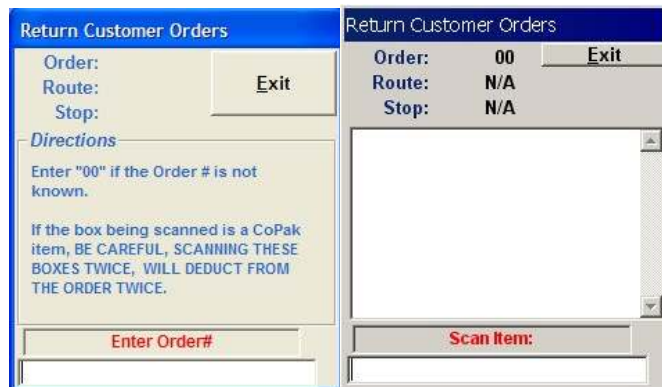 Return Customer Orders
Order:
Route:
Stop:
Exit
Directions
Enter "00" if the Order # is not
known.
If the box being scanned is a CoPak
item, BE CAREFUL, SCANNING THESE
BOXES TWICE, WILL DEDUCT FROM
THE ORDER TWICE.
Enter Order#
Return Customer Orders
Order: 00
Route: N/A
Stop: N/A
Exit
Scan Item: